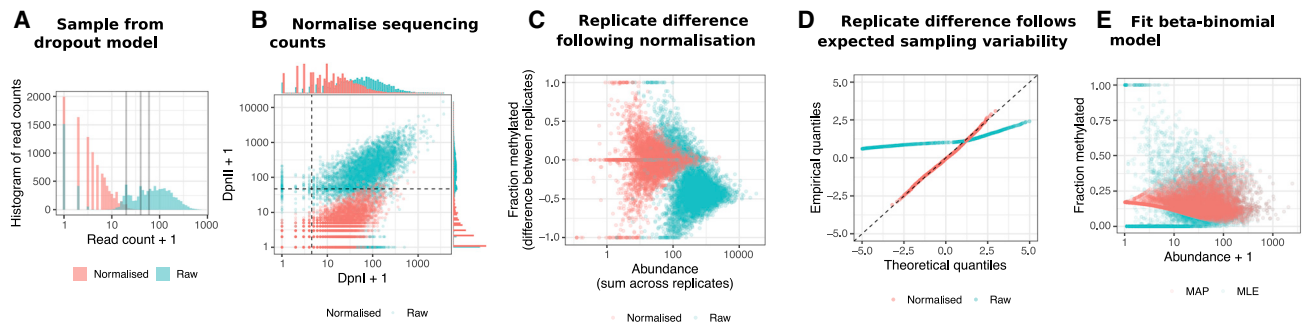 A Sample from
dropout model
Histogram of read counts
2000
1500
1000
500
0
1 10 100 1000
Read count + 1
Normalised Raw
B Normalise sequencing
counts
DpnII + 1
10000
1000
100
10
1
1 10 100 1000
DpnI + 1
Normalised Raw
C Replicate difference
following normalisation
Fraction methylated
(difference between replicates)
1.0
0.5
0.0
−0.5
−1.0
1 100 10000
Abundance
(sum across replicates)
Normalised Raw
D Replicate difference follows
expected sampling variability
Empirical quantiles
5.0
2.5
0.0
−2.5
−5.0
−5.0 −2.5 0.0 2.5 5.0
Theoretical quantiles
Normalised Raw
E Fit beta-binomial
model
Fraction methylated
1.00
0.75
0.50
0.25
0.00
1 10 100 1000
Abundance + 1
MAP MLE